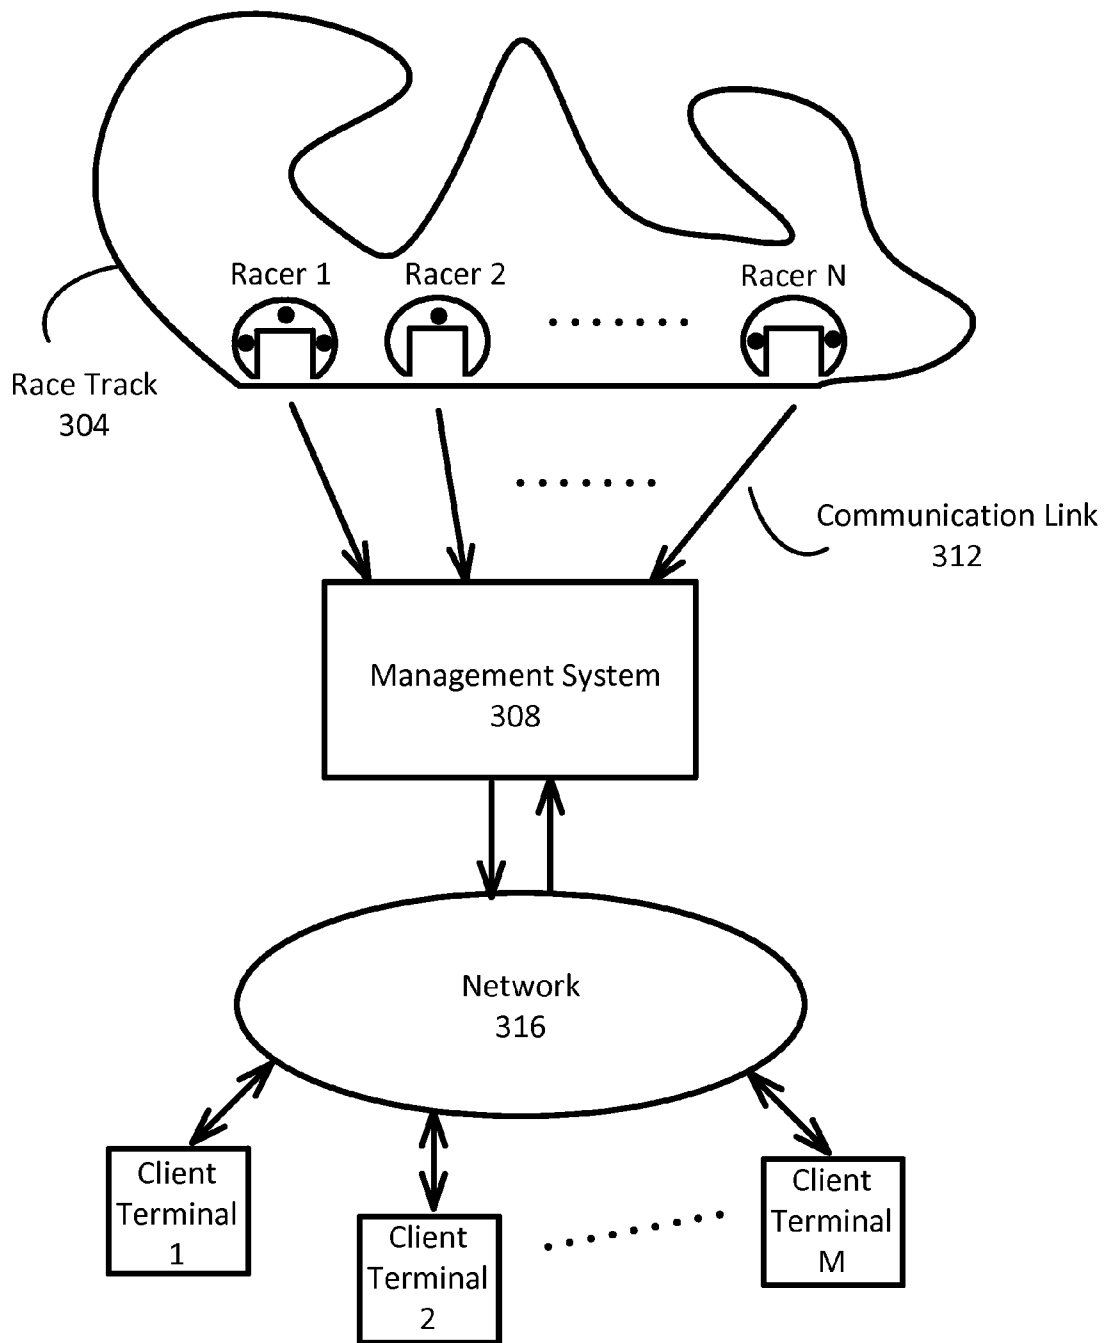 Racer 1
Racer 2
Racer N
Race Track
304
Communication Link
312
Management System
308
Network
316
Client
Terminal
1
Client
Terminal
2
Client
Terminal
M